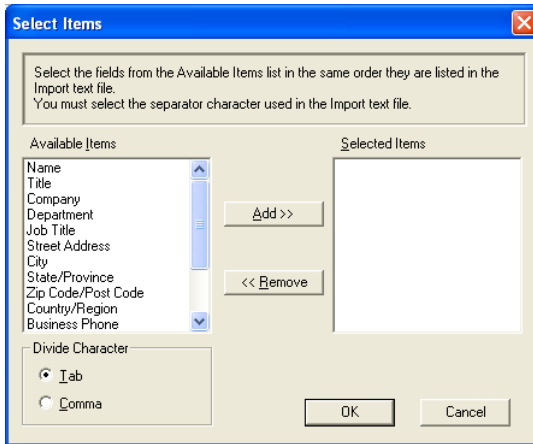 Select Items
Select the fields from the Available Items list in the same order they are listed in the
Import text file.
You must select the separator character used in the Import text file.
Available Items
Selected Items
Name
Title
Company
Department
Job Title
Street Address
City
State/Province
Zip Code/Post Code
Country/Region
Business Phone
Add >>
<< Remove
Divide Character
Tab
Comma
OK
Cancel